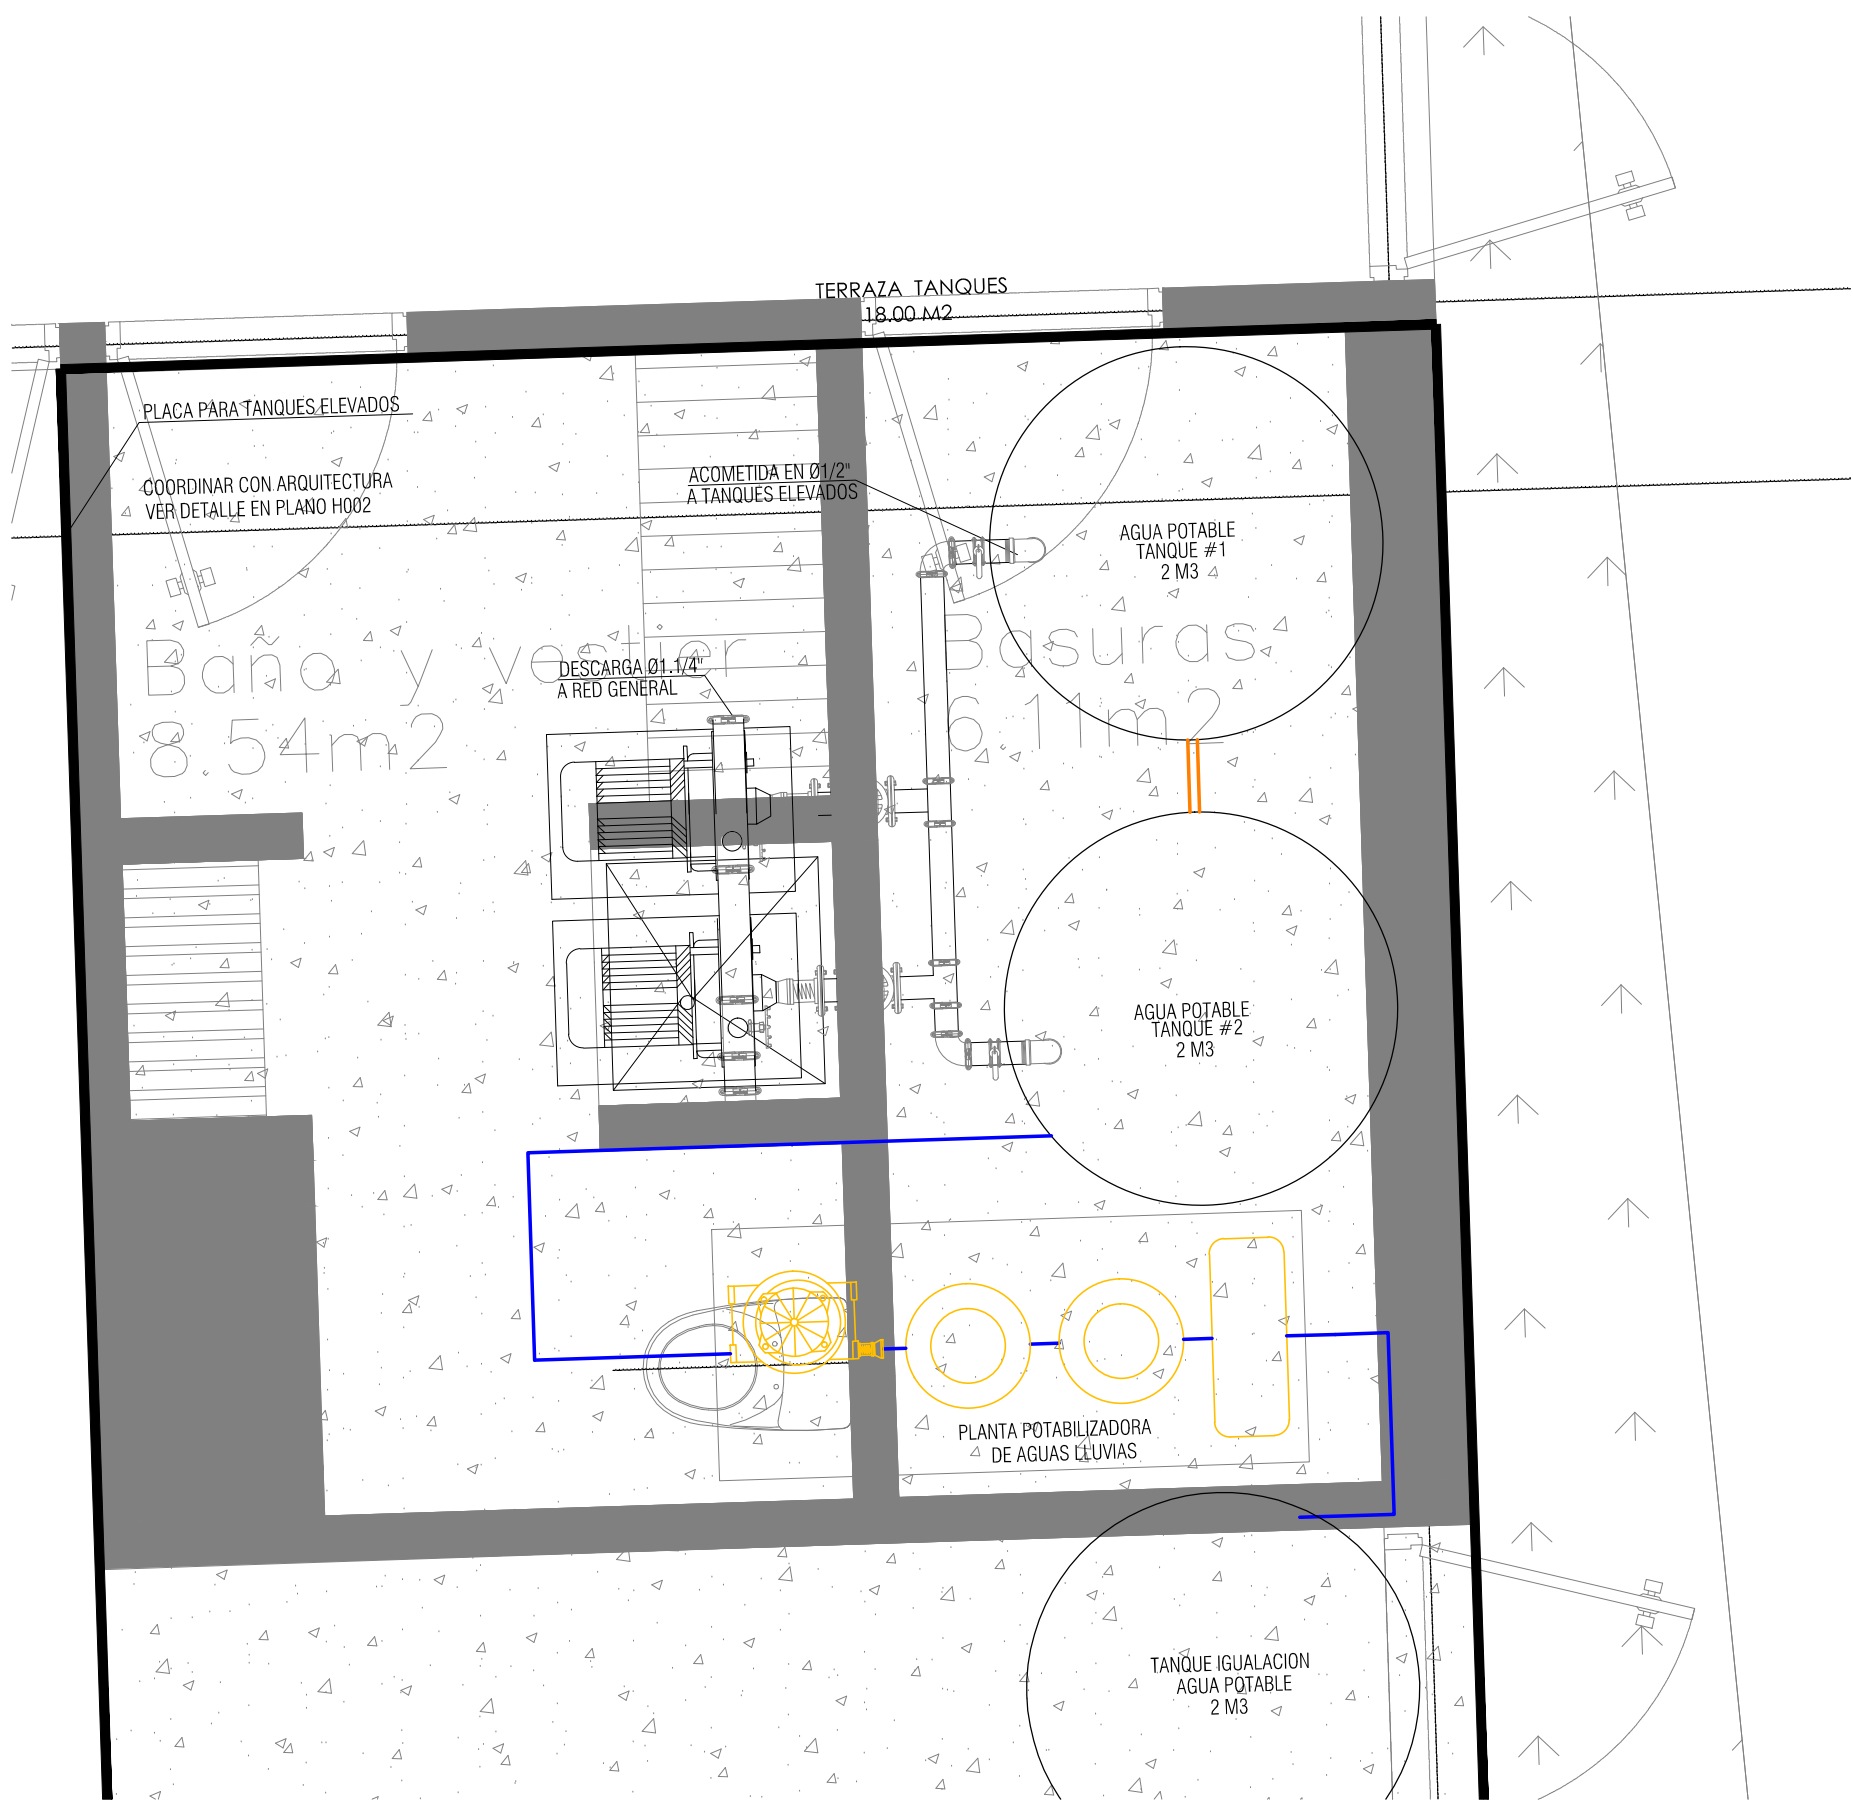 TERRAZA TANQUES
18.00 M2
PLACA PARA TANQUES ELEVADOS
COORDINAR CON ARQUITECTURA
VER DETALLE EN PLANO H002
ACOMETIDA EN Ø1/2"
A TANQUES ELEVADOS
AGUA POTABLE
TANQUE #1
2 M3
Baño y vestier
8.54m2
DESCARGA Ø1.1/4"
A RED GENERAL
Basuras
6.11m2
AGUA POTABLE
TANQUE #2
2 M3
PLANTA POTABILIZADORA
DE AGUAS LLUVIAS
TANQUE IGUALACION
AGUA POTABLE
2 M3